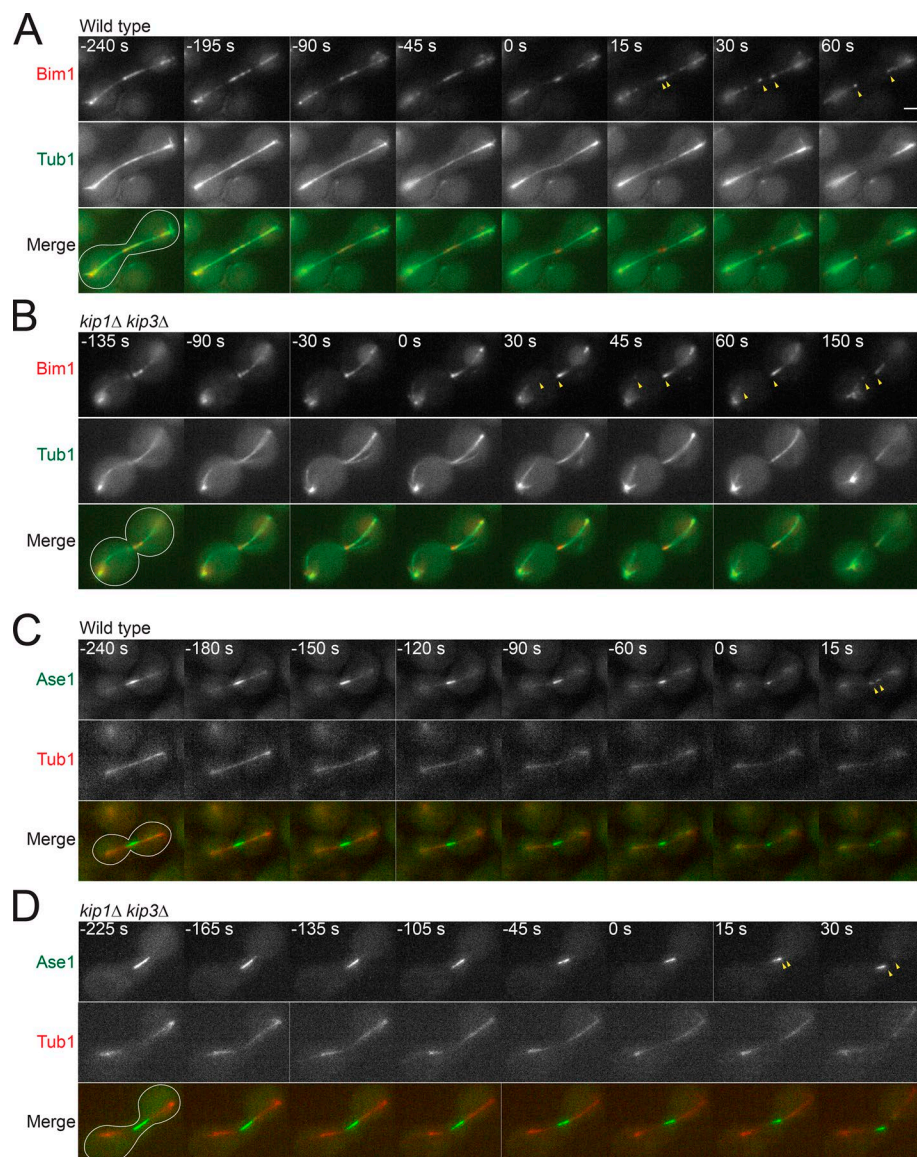 A
Wild type
-240 s -195 s -90 s -45 s 0 s 15 s 30 s 60 s
Bim1
Tub1
Merge
B
kip1Δ kip3Δ
-135 s -90 s -30 s 0 s 30 s 45 s 60 s 150 s
Bim1
Tub1
Merge
C
Wild type
-240 s -180 s -150 s -120 s -90 s -60 s 0 s 15 s
Ase1
Tub1
Merge
D
kip1Δ kip3Δ
-225 s -165 s -135 s -105 s -45 s 0 s 15 s 30 s
Ase1
Tub1
Merge